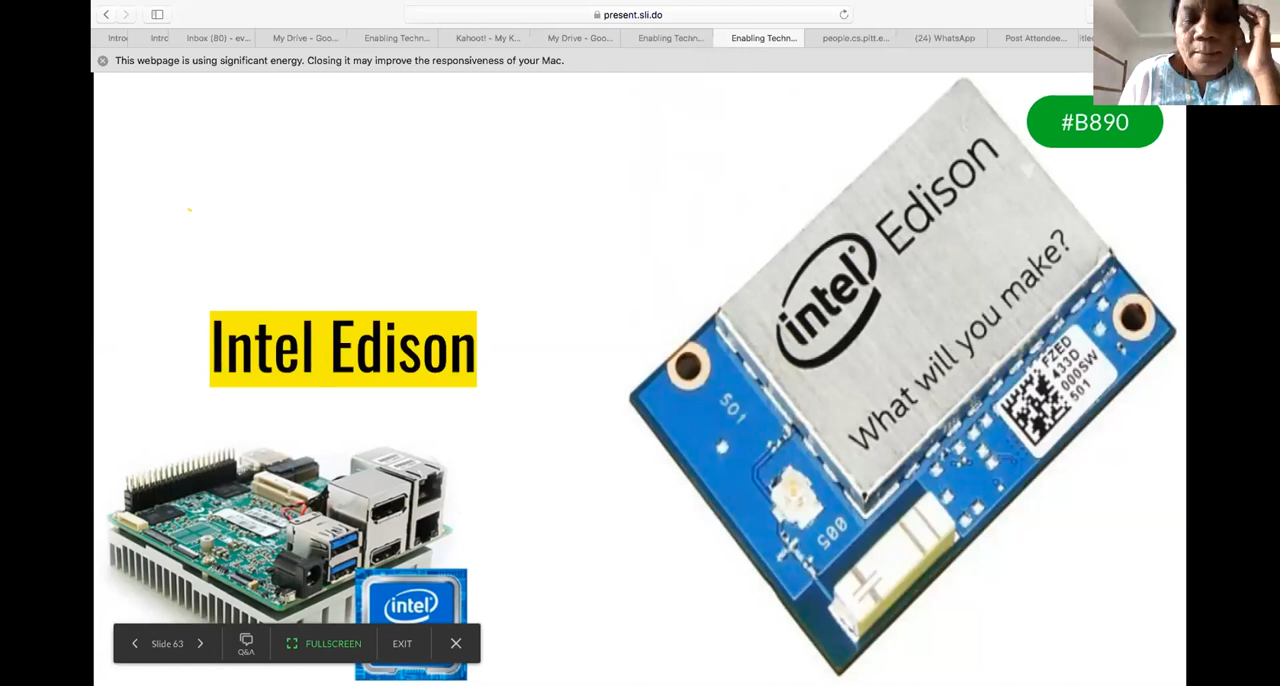 present.sli.do
Intro
Intro
Inbox (80) - ev...
My Drive - Goo...
Enabling Techn...
Kahoot! - My K...
My Drive - Goo...
Enabling Techn...
Enabling Techn...
people.cs.pitt.e...
(24) WhatsApp
Post Attendee...
This webpage is using significant energy. Closing it may improve the responsiveness of your Mac.
#B890
intel Edison
What will you make?
FZED
433D
000SW
501
501
500
Intel Edison
intel
Slide 63
Q&A
FULLSCREEN
EXIT